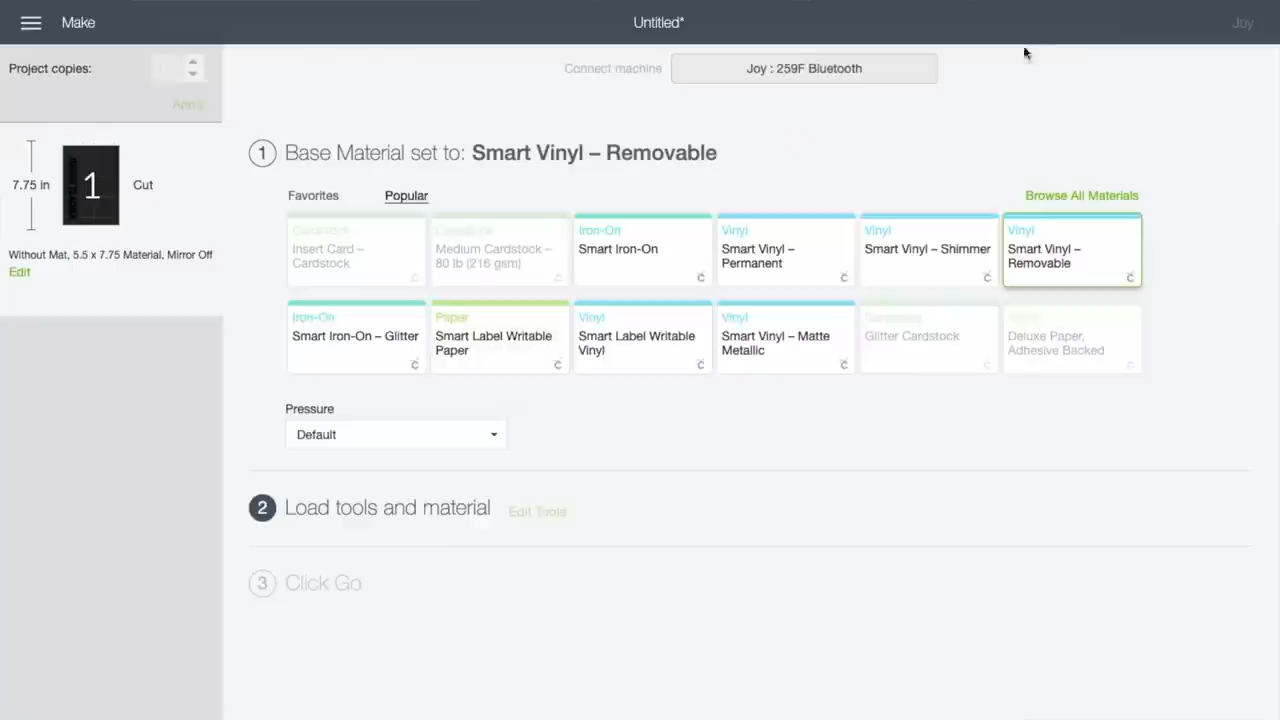 Make
Untitled*
Joy
Project copies:
Apply
Connect machine
Joy : 259F Bluetooth
7.75 in
1
Cut
Without Mat, 5.5 x 7.75 Material, Mirror Off
Edit
1 Base Material set to: Smart Vinyl – Removable
Favorites
Popular
Browse All Materials
Cardstock
Insert Card –
Cardstock
Cardstock
Medium Cardstock –
80 lb (216 gsm)
Iron-On
Smart Iron-On
Vinyl
Smart Vinyl –
Permanent
Vinyl
Smart Vinyl – Shimmer
Vinyl
Smart Vinyl –
Removable
Iron-On
Smart Iron-On – Glitter
Paper
Smart Label Writable
Paper
Vinyl
Smart Label Writable
Vinyl
Vinyl
Smart Vinyl – Matte
Metallic
Cardstock
Glitter Cardstock
Deluxe Paper,
Adhesive Backed
Pressure
Default
2 Load tools and material
Edit Tools
3 Click Go